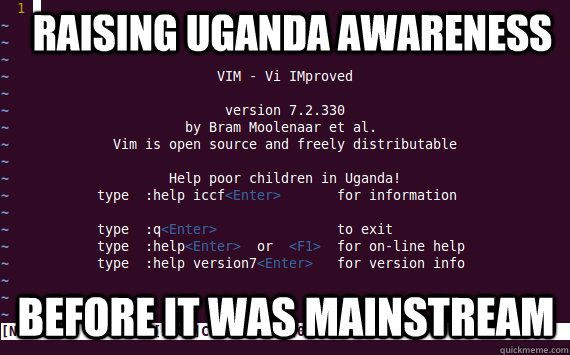 1
RAISING UGANDA AWARENESS
~
~ VIM - Vi IMproved
~
~ version 7.2.330
~ by Bram Moolenaar et al.
~ Vim is open source and freely distributable
~
~ Help poor children in Uganda!
~ type :help iccf<Enter> for information
~
~ type :q<Enter> to exit
~ type :help<Enter> or <F1> for on-line help
~ type :help version7<Enter> for version info
~
~
~
BEFORE IT WAS MAINSTREAM
quickmeme.com